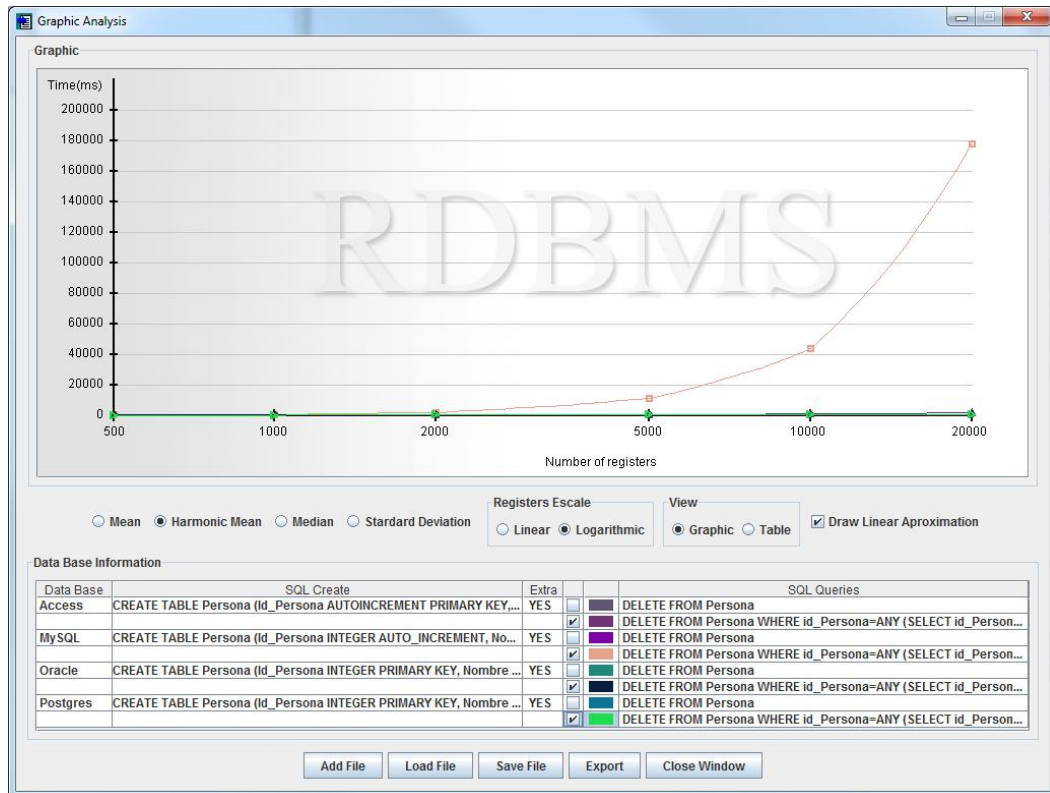 Graphic Analysis
Graphic
Time(ms)
200000
180000
160000
140000
120000
100000
80000
60000
40000
20000
0
RDBMS
500 1000 2000 5000 10000 20000
Number of registers
Mean Harmonic Mean Median Stardard Deviation
Registers Escale
Linear Logarithmic
View
Graphic Table
Draw Linear Aproximation
Data Base Information
Data Base SQL Create Extra SQL Queries
Access CREATE TABLE Persona (Id_Persona AUTOINCREMENT PRIMARY KEY,... YES DELETE FROM Persona
DELETE FROM Persona WHERE id_Persona=ANY (SELECT id_Person...
MySQL CREATE TABLE Persona (Id_Persona INTEGER AUTO_INCREMENT, No... YES DELETE FROM Persona
DELETE FROM Persona WHERE id_Persona=ANY (SELECT id_Person...
Oracle CREATE TABLE Persona (Id_Persona INTEGER PRIMARY KEY, Nombre ... YES DELETE FROM Persona
DELETE FROM Persona WHERE id_Persona=ANY (SELECT id_Person...
Postgres CREATE TABLE Persona (Id_Persona INTEGER PRIMARY KEY, Nombre ... YES DELETE FROM Persona
DELETE FROM Persona WHERE id_Persona=ANY (SELECT id_Person...
Add File Load File Save File Export Close Window